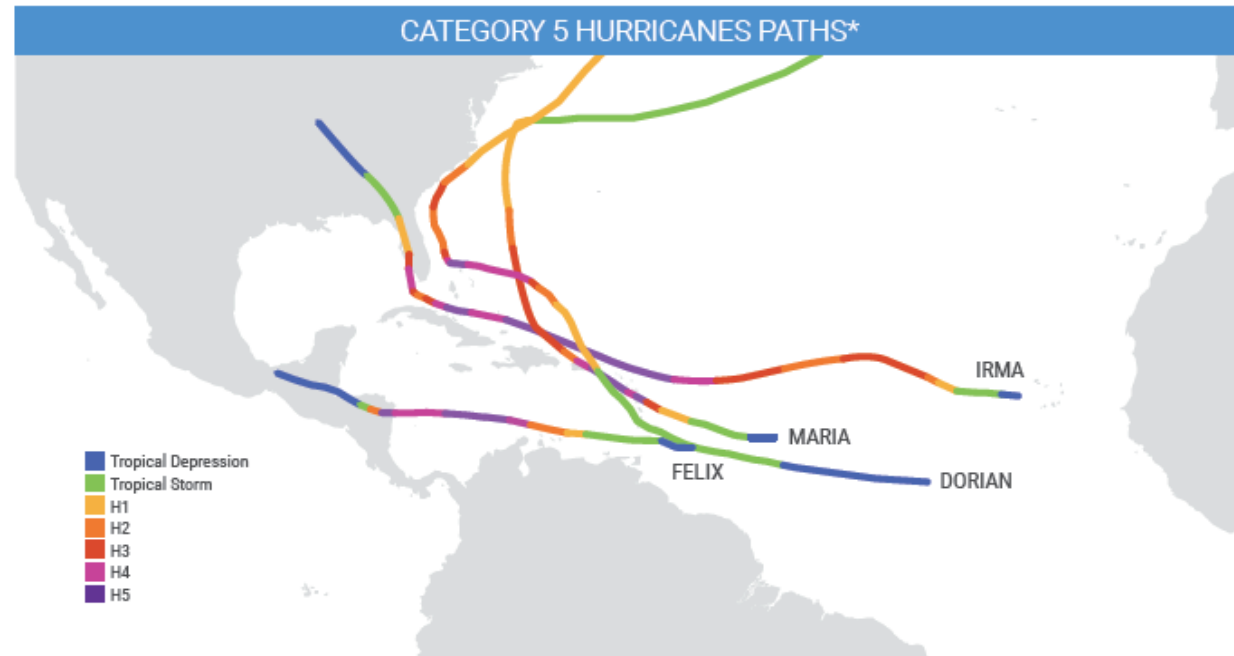 CATEGORY 5 HURRICANES PATHS*
IRMA
MARIA
FELIX
DORIAN
Tropical Depression
Tropical Storm
H1
H2
H3
H4
H5